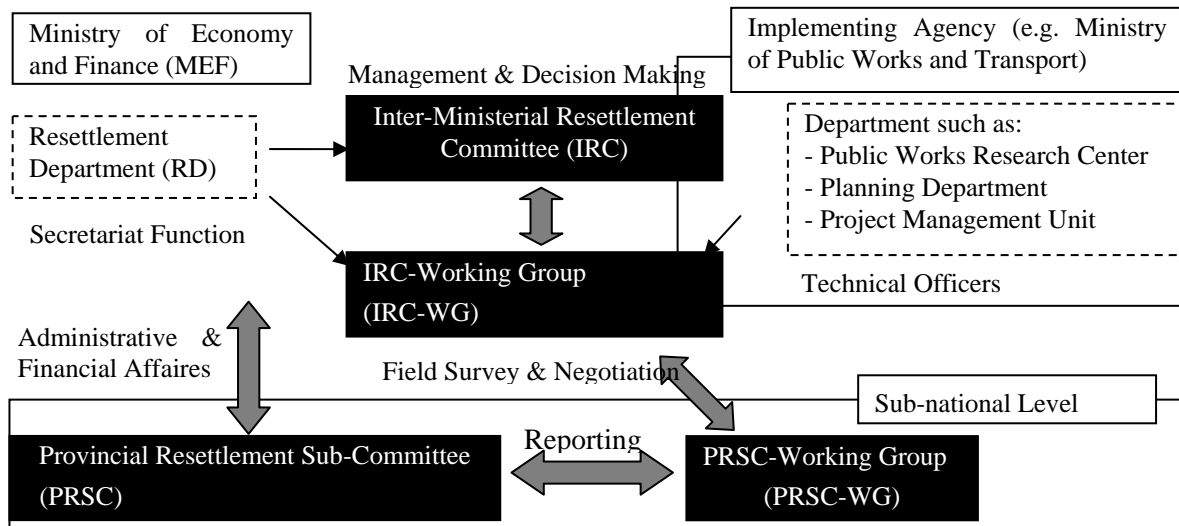 Ministry of Economy
and Finance (MEF)
Implementing Agency (e.g. Ministry
of Public Works and Transport)
Management & Decision Making
Inter-Ministerial Resettlement
Committee (IRC)
Resettlement
Department (RD)
Department such as:
- Public Works Research Center
- Planning Department
- Project Management Unit
Secretariat Function
IRC-Working Group
(IRC-WG)
Technical Officers
Administrative &
Financial Affaires
Field Survey & Negotiation
Sub-national Level
Provincial Resettlement Sub-Committee
(PRSC)
Reporting
PRSC-Working Group
(PRSC-WG)